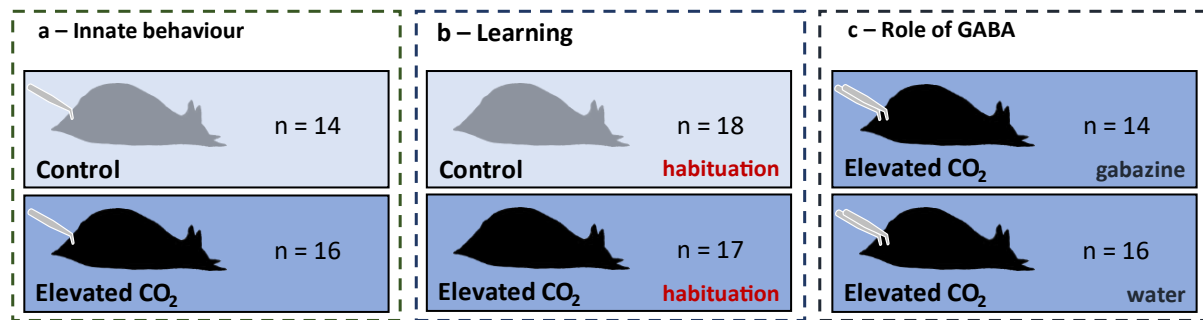 a – Innate behaviour
n = 14
Control
n = 16
Elevated CO₂
b – Learning
n = 18
Control
habituation
n = 17
Elevated CO₂
habituation
c – Role of GABA
n = 14
Elevated CO₂
gabazine
n = 16
Elevated CO₂
water